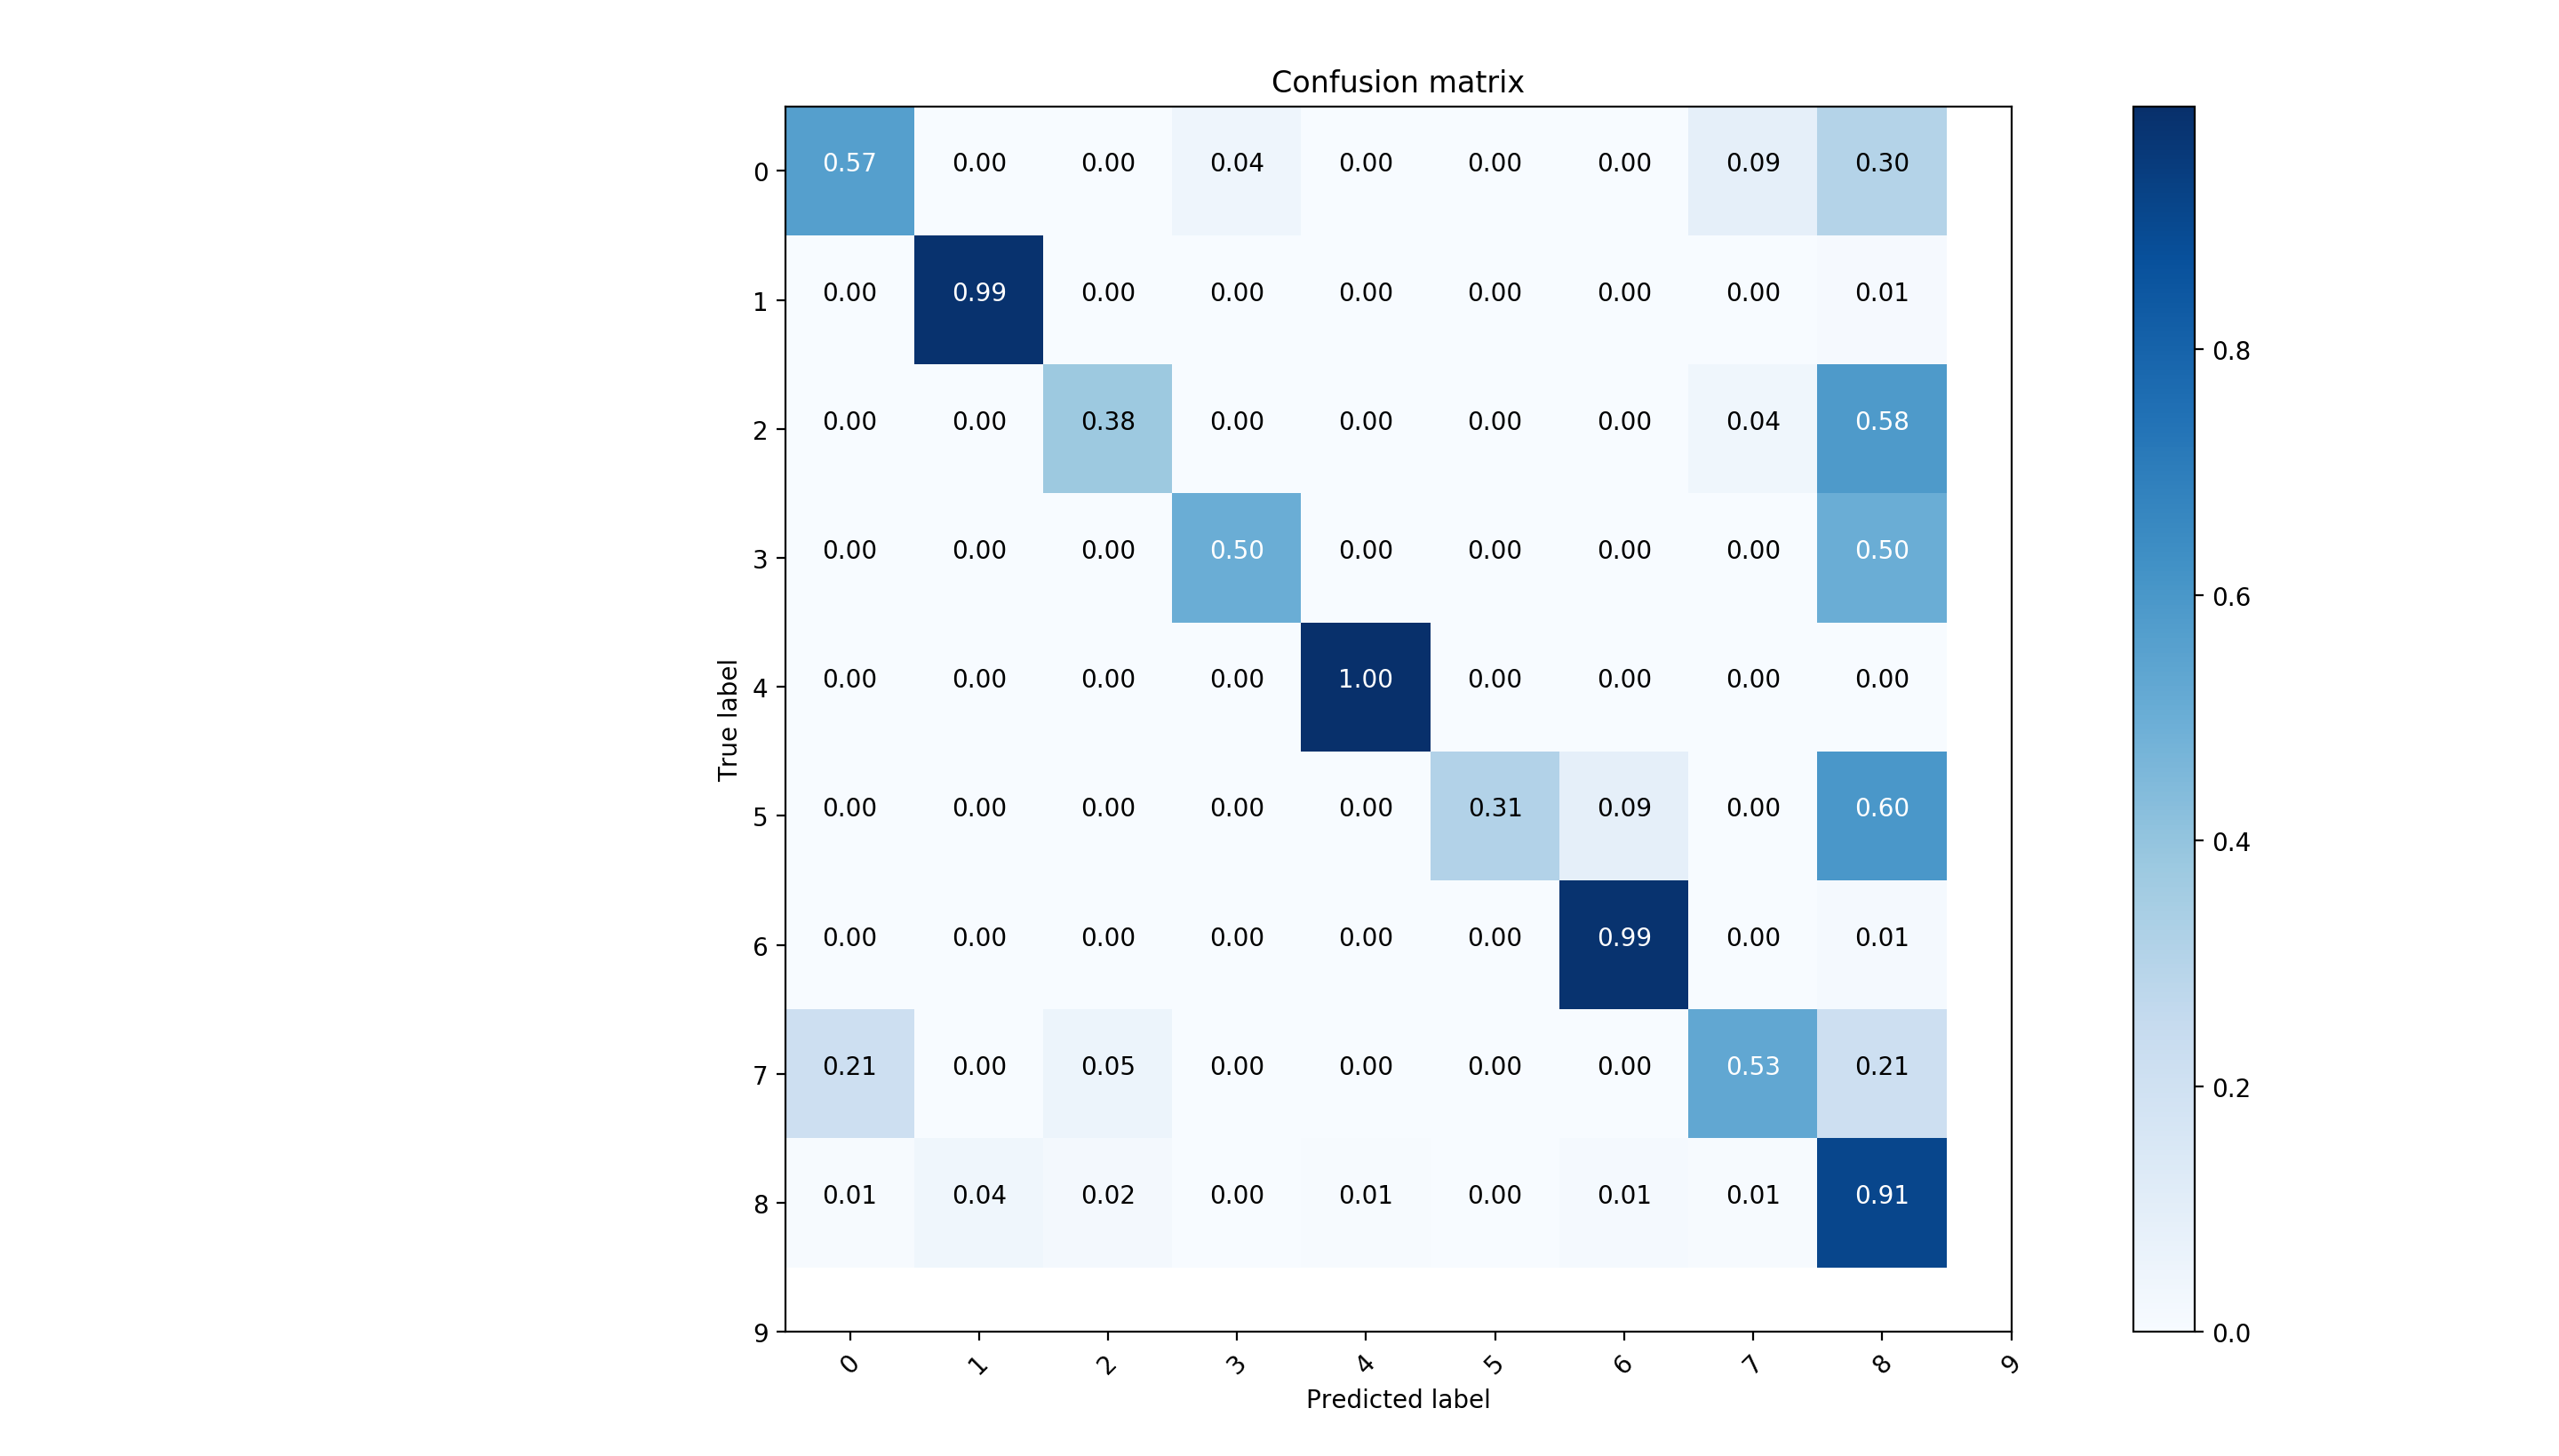 Confusion matrix
0 0.57 0.00 0.00 0.04 0.00 0.00 0.00 0.09 0.30
1 0.00 0.99 0.00 0.00 0.00 0.00 0.00 0.00 0.01
2 0.00 0.00 0.38 0.00 0.00 0.00 0.00 0.04 0.58
3 0.00 0.00 0.00 0.50 0.00 0.00 0.00 0.00 0.50
4 0.00 0.00 0.00 0.00 1.00 0.00 0.00 0.00 0.00
5 0.00 0.00 0.00 0.00 0.00 0.31 0.09 0.00 0.60
6 0.00 0.00 0.00 0.00 0.00 0.00 0.99 0.00 0.01
7 0.21 0.00 0.05 0.00 0.00 0.00 0.00 0.53 0.21
8 0.01 0.04 0.02 0.00 0.01 0.00 0.01 0.01 0.91
9
True label
0 1 2 3 4 5 6 7 8 9
Predicted label
0.8
0.6
0.4
0.2
0.0